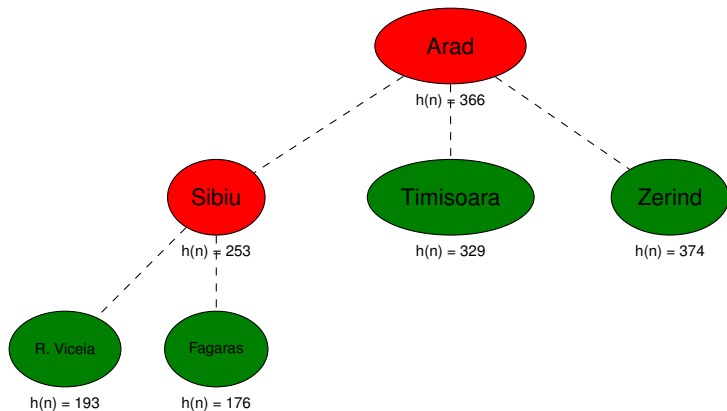 Arad
h(n) = 366
Sibiu
h(n) = 253
Timisoara
h(n) = 329
Zerind
h(n) = 374
R. Viceia
h(n) = 193
Fagaras
h(n) = 176